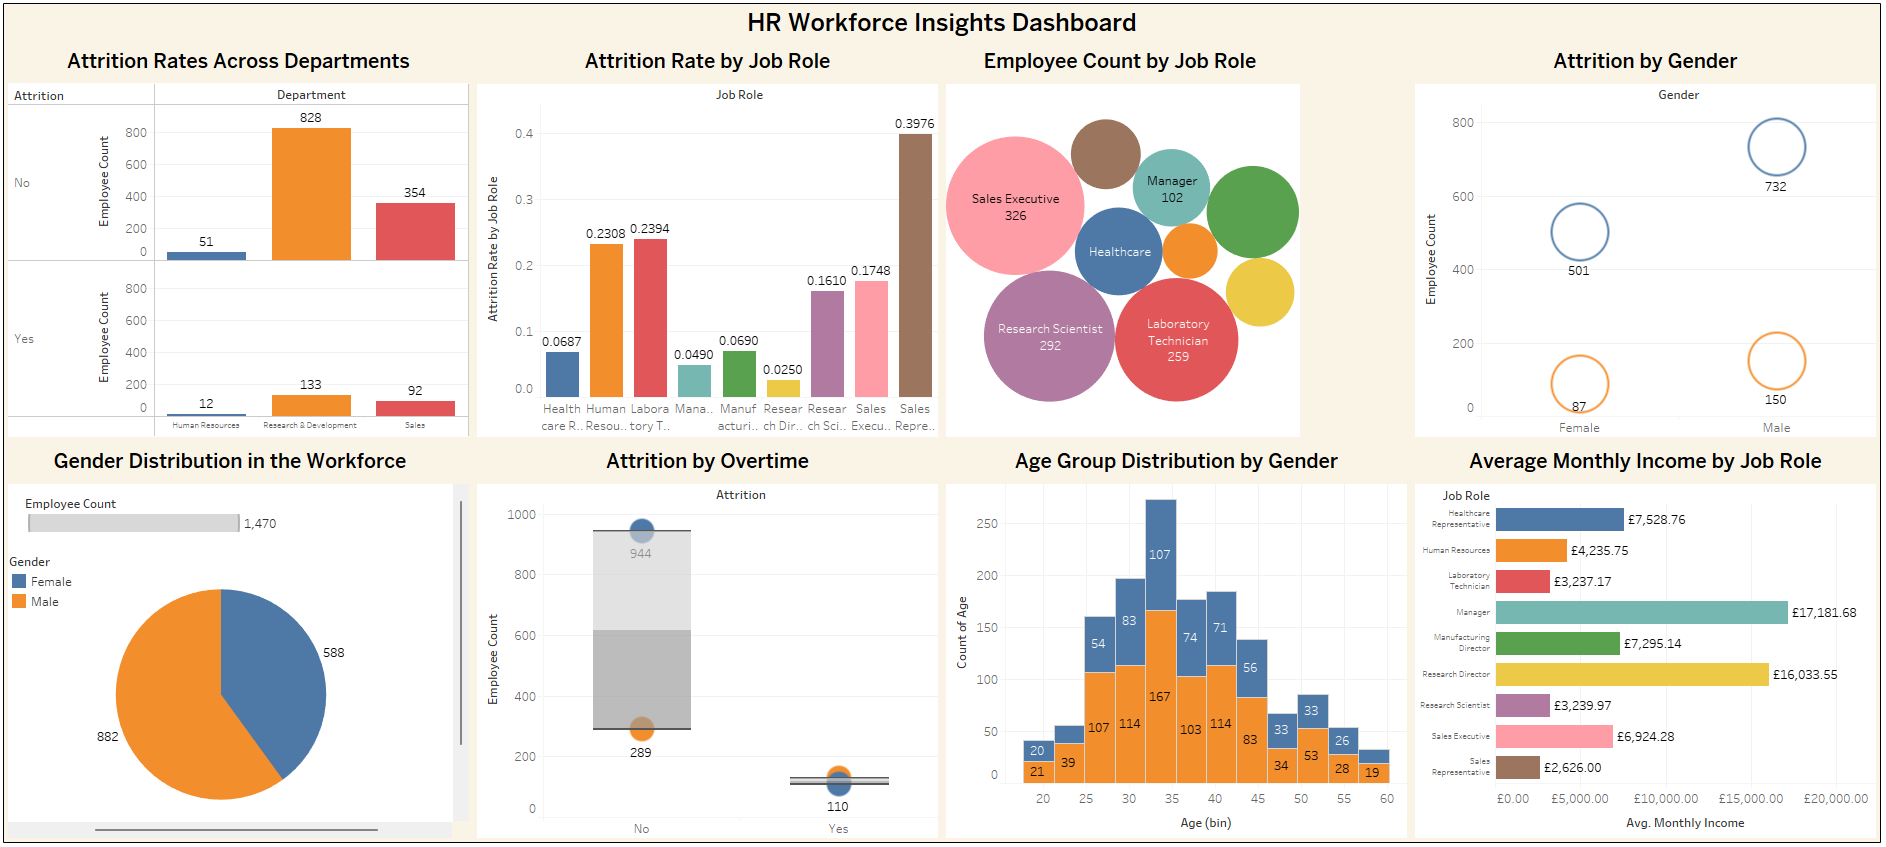 HR Workforce Insights Dashboard
Attrition Rates Across Departments
Attrition
Department
No
Employee Count
800
600
400
200
0
51
828
354
Yes
Employee Count
800
600
400
200
0
12
133
92
Human Resources
Research & Development
Sales
Attrition Rate by Job Role
Job Role
Attrition Rate by Job Role
0.4
0.3
0.2
0.1
0.0
0.0687
0.2308
0.2394
0.0490
0.0690
0.0250
0.1610
0.1748
0.3976
Health
care R..
Human
Resou..
Labora
tory T..
Mana..
Manuf
acturi..
Resear
ch Dir..
Resear
ch Sci..
Sales
Execu..
Sales
Repre..
Employee Count by Job Role
Sales Executive
326
Manager
102
Healthcare
Research Scientist
292
Laboratory
Technician
259
Attrition by Gender
Gender
Employee Count
800
600
400
200
0
732
501
87
150
Female
Male
Gender Distribution in the Workforce
Employee Count
1,470
Gender
Female
Male
588
882
Attrition by Overtime
Attrition
Employee Count
1000
800
600
400
200
0
944
289
110
No
Yes
Age Group Distribution by Gender
Count of Age
250
200
150
100
50
0
20
21
39
54
107
83
114
107
167
74
103
71
114
56
83
33
34
33
53
26
28
19
20
25
30
35
40
45
50
55
60
Age (bin)
Average Monthly Income by Job Role
Job Role
Healthcare
Representative
£7,528.76
Human Resources
£4,235.75
Laboratory
Technician
£3,237.17
Manager
£17,181.68
Manufacturing
Director
£7,295.14
Research Director
£16,033.55
Research Scientist
£3,239.97
Sales Executive
£6,924.28
Sales
Representative
£2,626.00
£0.00
£5,000.00
£10,000.00
£15,000.00
£20,000.00
Avg. Monthly Income